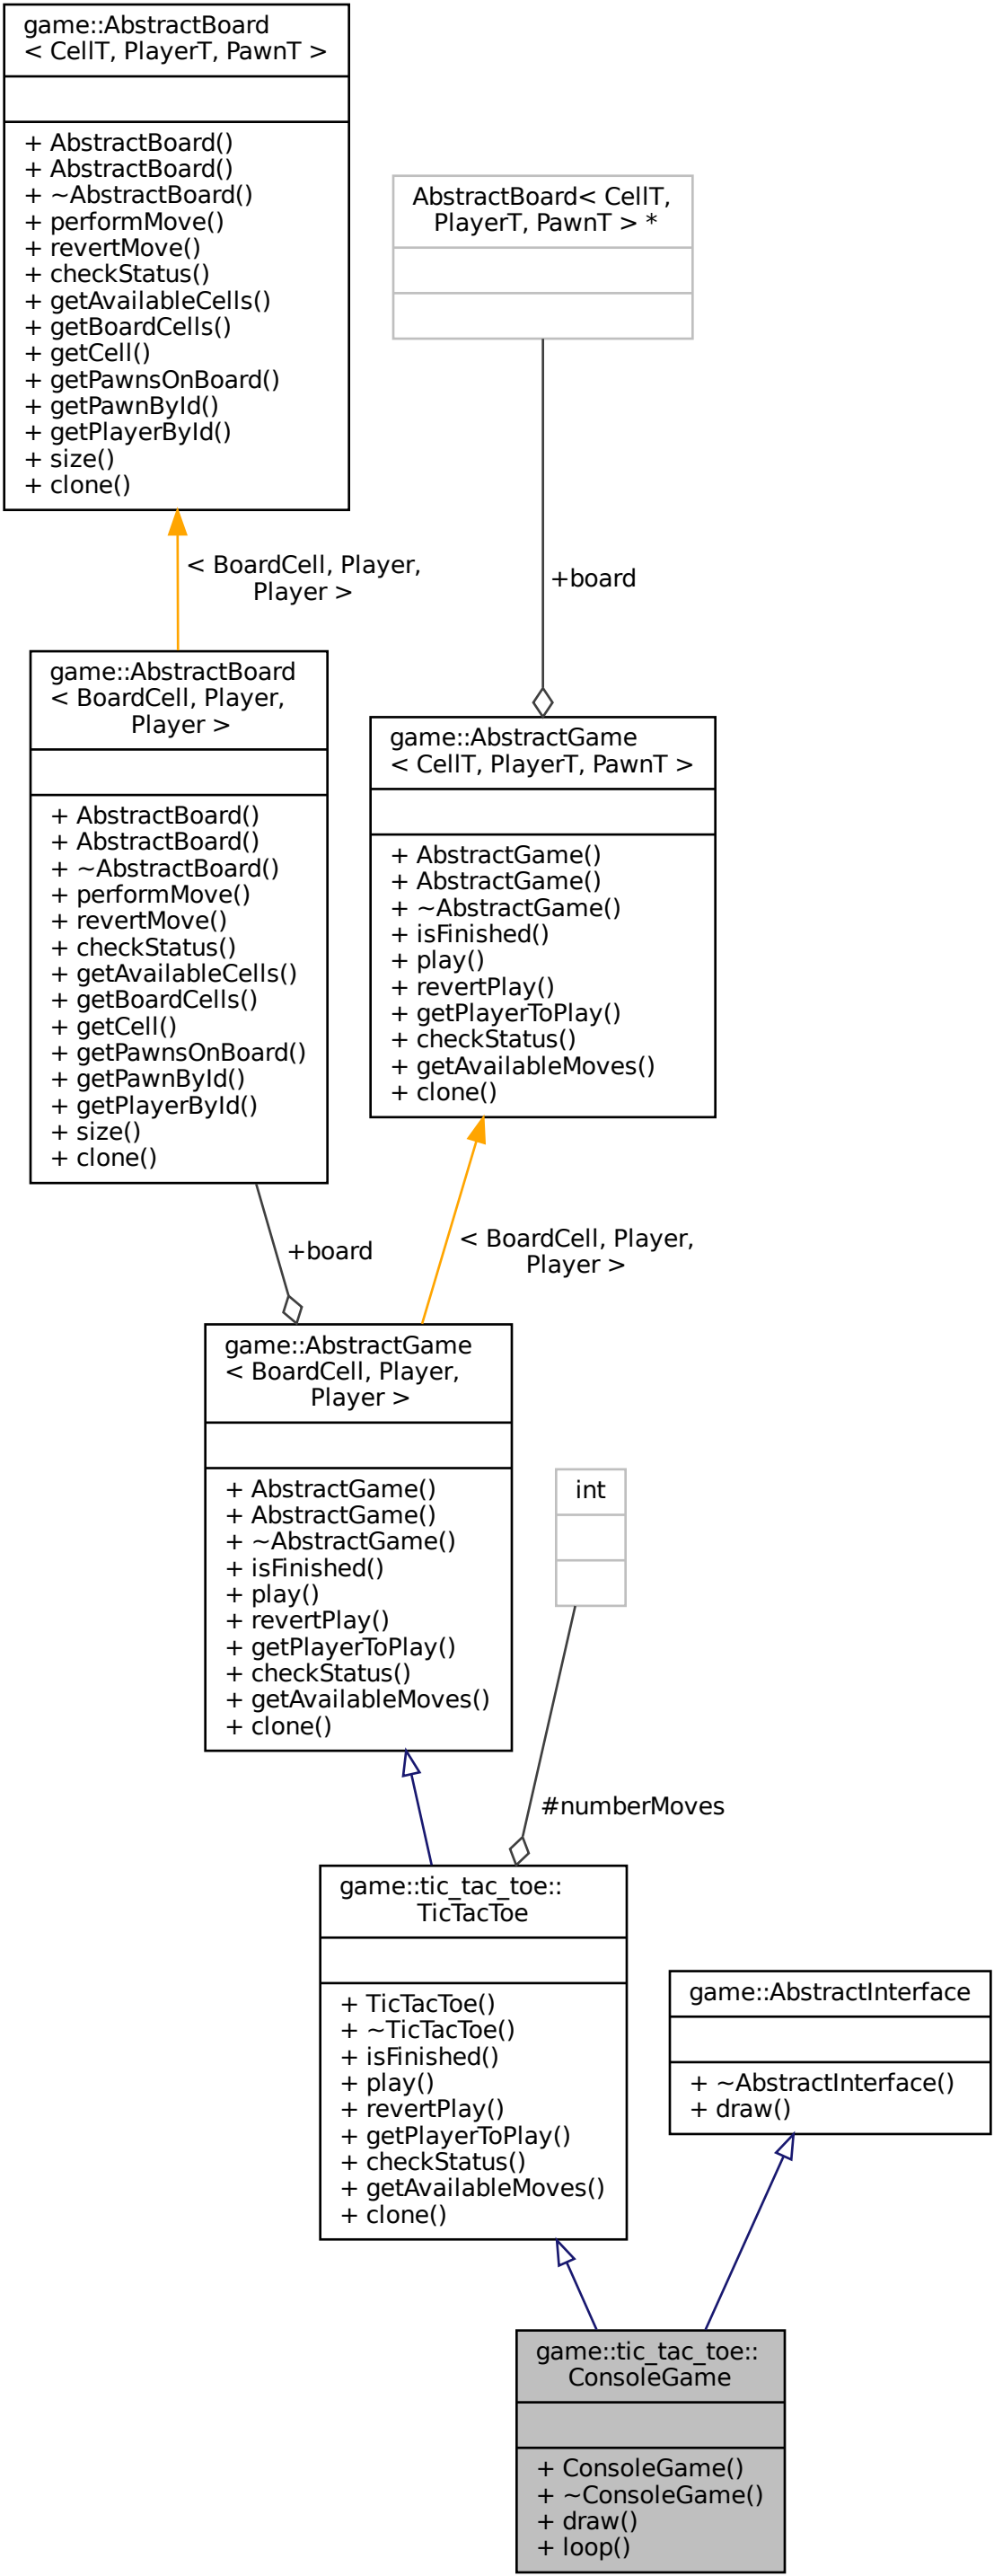 game::AbstractBoard
< CellT, PlayerT, PawnT >
+ AbstractBoard()
+ AbstractBoard()
+ ~AbstractBoard()
+ performMove()
+ revertMove()
+ checkStatus()
+ getAvailableCells()
+ getBoardCells()
+ getCell()
+ getPawnsOnBoard()
+ getPawnById()
+ getPlayerById()
+ size()
+ clone()
AbstractBoard< CellT,
PlayerT, PawnT > *
< BoardCell, Player,
Player >
+board
game::AbstractBoard
< BoardCell, Player,
Player >
+ AbstractBoard()
+ AbstractBoard()
+ ~AbstractBoard()
+ performMove()
+ revertMove()
+ checkStatus()
+ getAvailableCells()
+ getBoardCells()
+ getCell()
+ getPawnsOnBoard()
+ getPawnById()
+ getPlayerById()
+ size()
+ clone()
game::AbstractGame
< CellT, PlayerT, PawnT >
+ AbstractGame()
+ AbstractGame()
+ ~AbstractGame()
+ isFinished()
+ play()
+ revertPlay()
+ getPlayerToPlay()
+ checkStatus()
+ getAvailableMoves()
+ clone()
+board
< BoardCell, Player,
Player >
game::AbstractGame
< BoardCell, Player,
Player >
+ AbstractGame()
+ AbstractGame()
+ ~AbstractGame()
+ isFinished()
+ play()
+ revertPlay()
+ getPlayerToPlay()
+ checkStatus()
+ getAvailableMoves()
+ clone()
int
#numberMoves
game::tic_tac_toe::
TicTacToe
+ TicTacToe()
+ ~TicTacToe()
+ isFinished()
+ play()
+ revertPlay()
+ getPlayerToPlay()
+ checkStatus()
+ getAvailableMoves()
+ clone()
game::AbstractInterface
+ ~AbstractInterface()
+ draw()
game::tic_tac_toe::
ConsoleGame
+ ConsoleGame()
+ ~ConsoleGame()
+ draw()
+ loop()